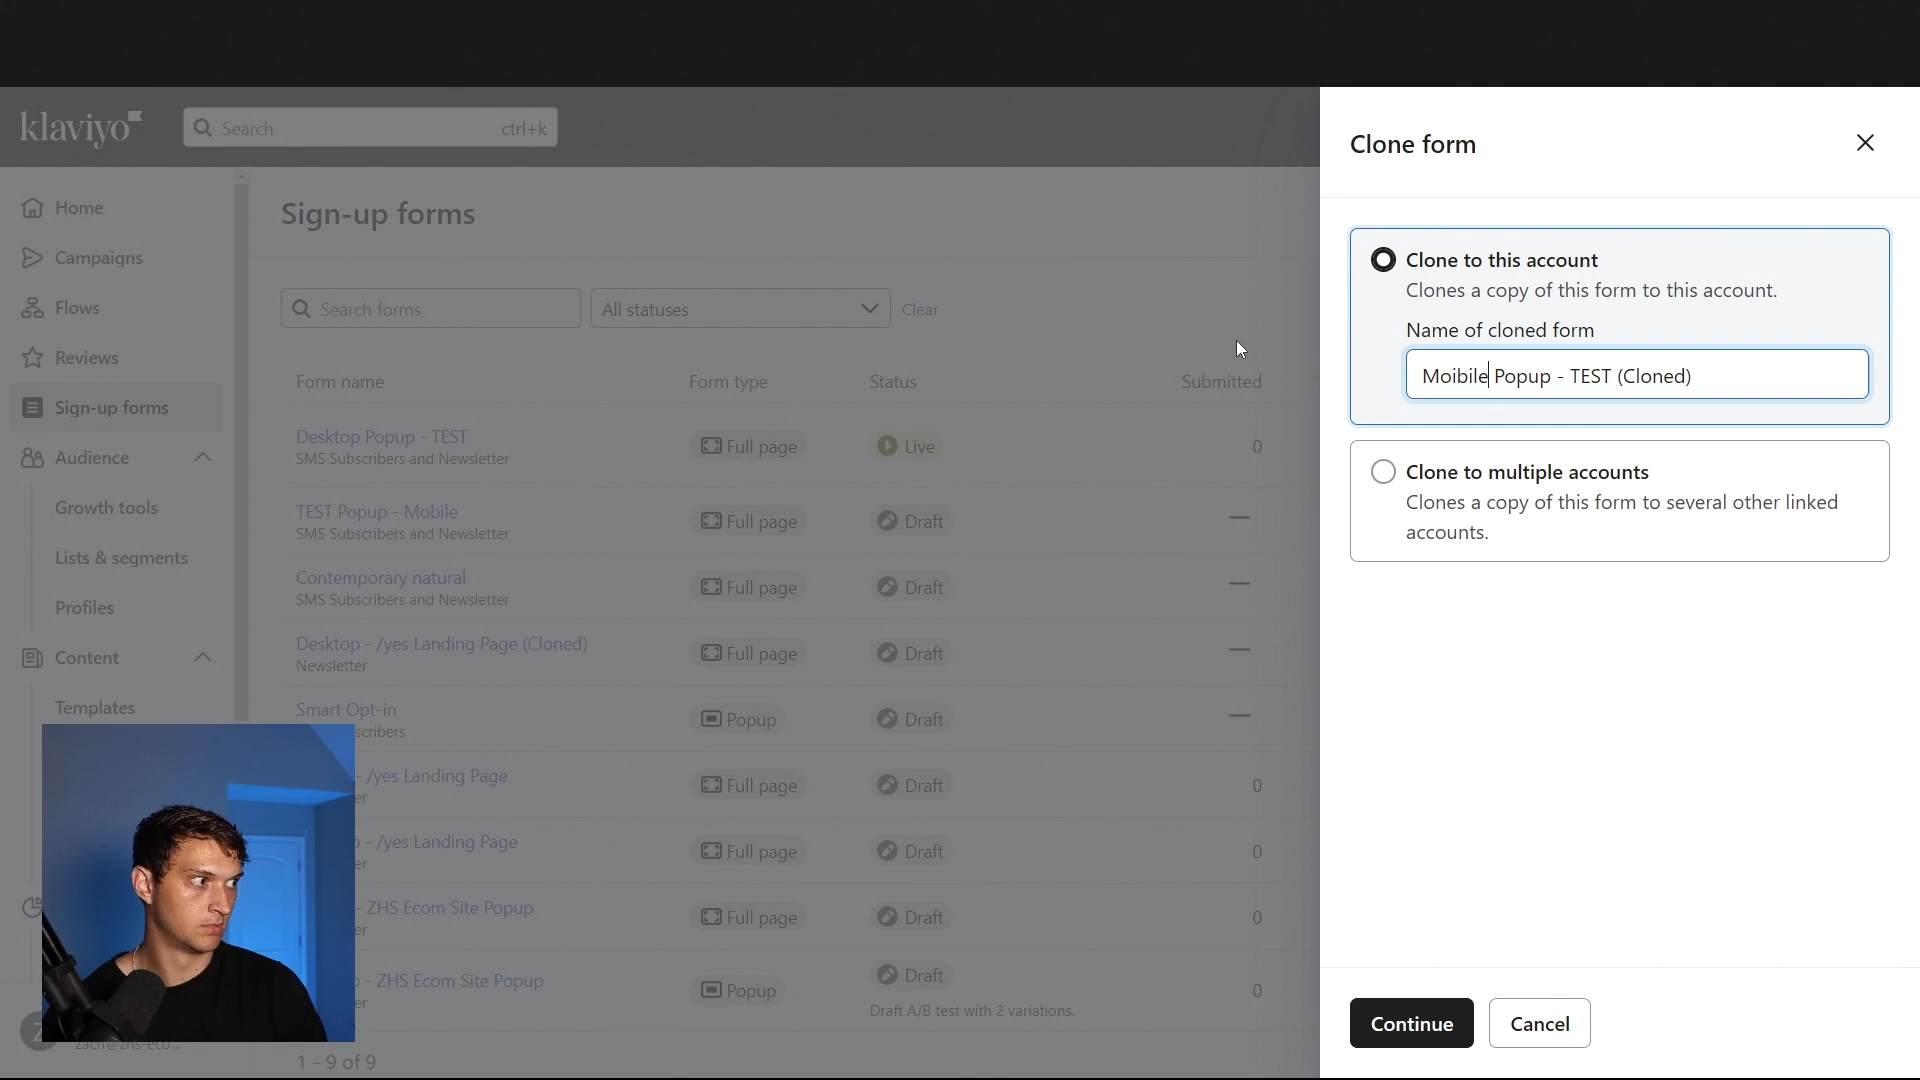 klaviyo
Search ctrl+k
Home
Campaigns
Flows
Reviews
Sign-up forms
Audience
Growth tools
Lists & segments
Profiles
Content
Templates
Z
zach@zhs-eco...
Sign-up forms
Search forms All statuses Clear
Form name Form type Status Submitted
Desktop Popup - TEST Full page Live 0
SMS Subscribers and Newsletter
TEST Popup - Mobile Full page Draft —
SMS Subscribers and Newsletter
Contemporary natural Full page Draft —
SMS Subscribers and Newsletter
Desktop - /yes Landing Page (Cloned) Full page Draft —
Newsletter
Smart Opt-in Popup Draft —
scribers
- /yes Landing Page Full page Draft 0
er
- /yes Landing Page Full page Draft 0
er
- ZHS Ecom Site Popup Full page Draft 0
er
- ZHS Ecom Site Popup Popup Draft 0
er
Draft A/B test with 2 variations.
1 - 9 of 9
Clone form
Clone to this account
Clones a copy of this form to this account.
Name of cloned form
Moibile Popup - TEST (Cloned)
Clone to multiple accounts
Clones a copy of this form to several other linked
accounts.
Continue Cancel